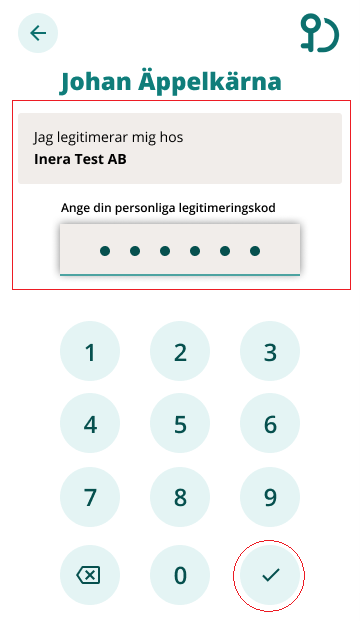 Johan Äppelkärna
Jag legitimerar mig hos
Inera Test AB
Ange din personliga legitimeringskod
1 2 3
4 5 6
7 8 9
0